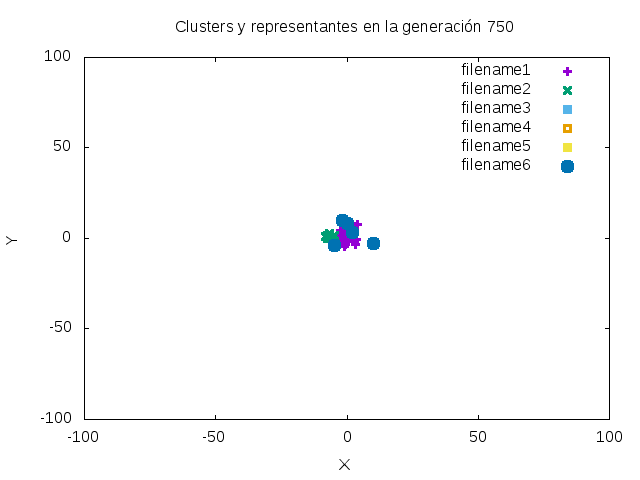 Clusters y representantes en la generación 750
100
50
0
-50
-100
-100
-50
0
50
100
Y
X
filename1
filename2
filename3
filename4
filename5
filename6